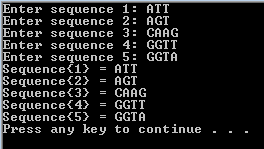 Enter sequence 1: ATT
Enter sequence 2: AGT
Enter sequence 3: CAAG
Enter sequence 4: GGTT
Enter sequence 5: GGTA
Sequence{1} = ATT
Sequence{2} = AGT
Sequence{3} = CAAG
Sequence{4} = GGTT
Sequence{5} = GGTA
Press any key to continue . . .